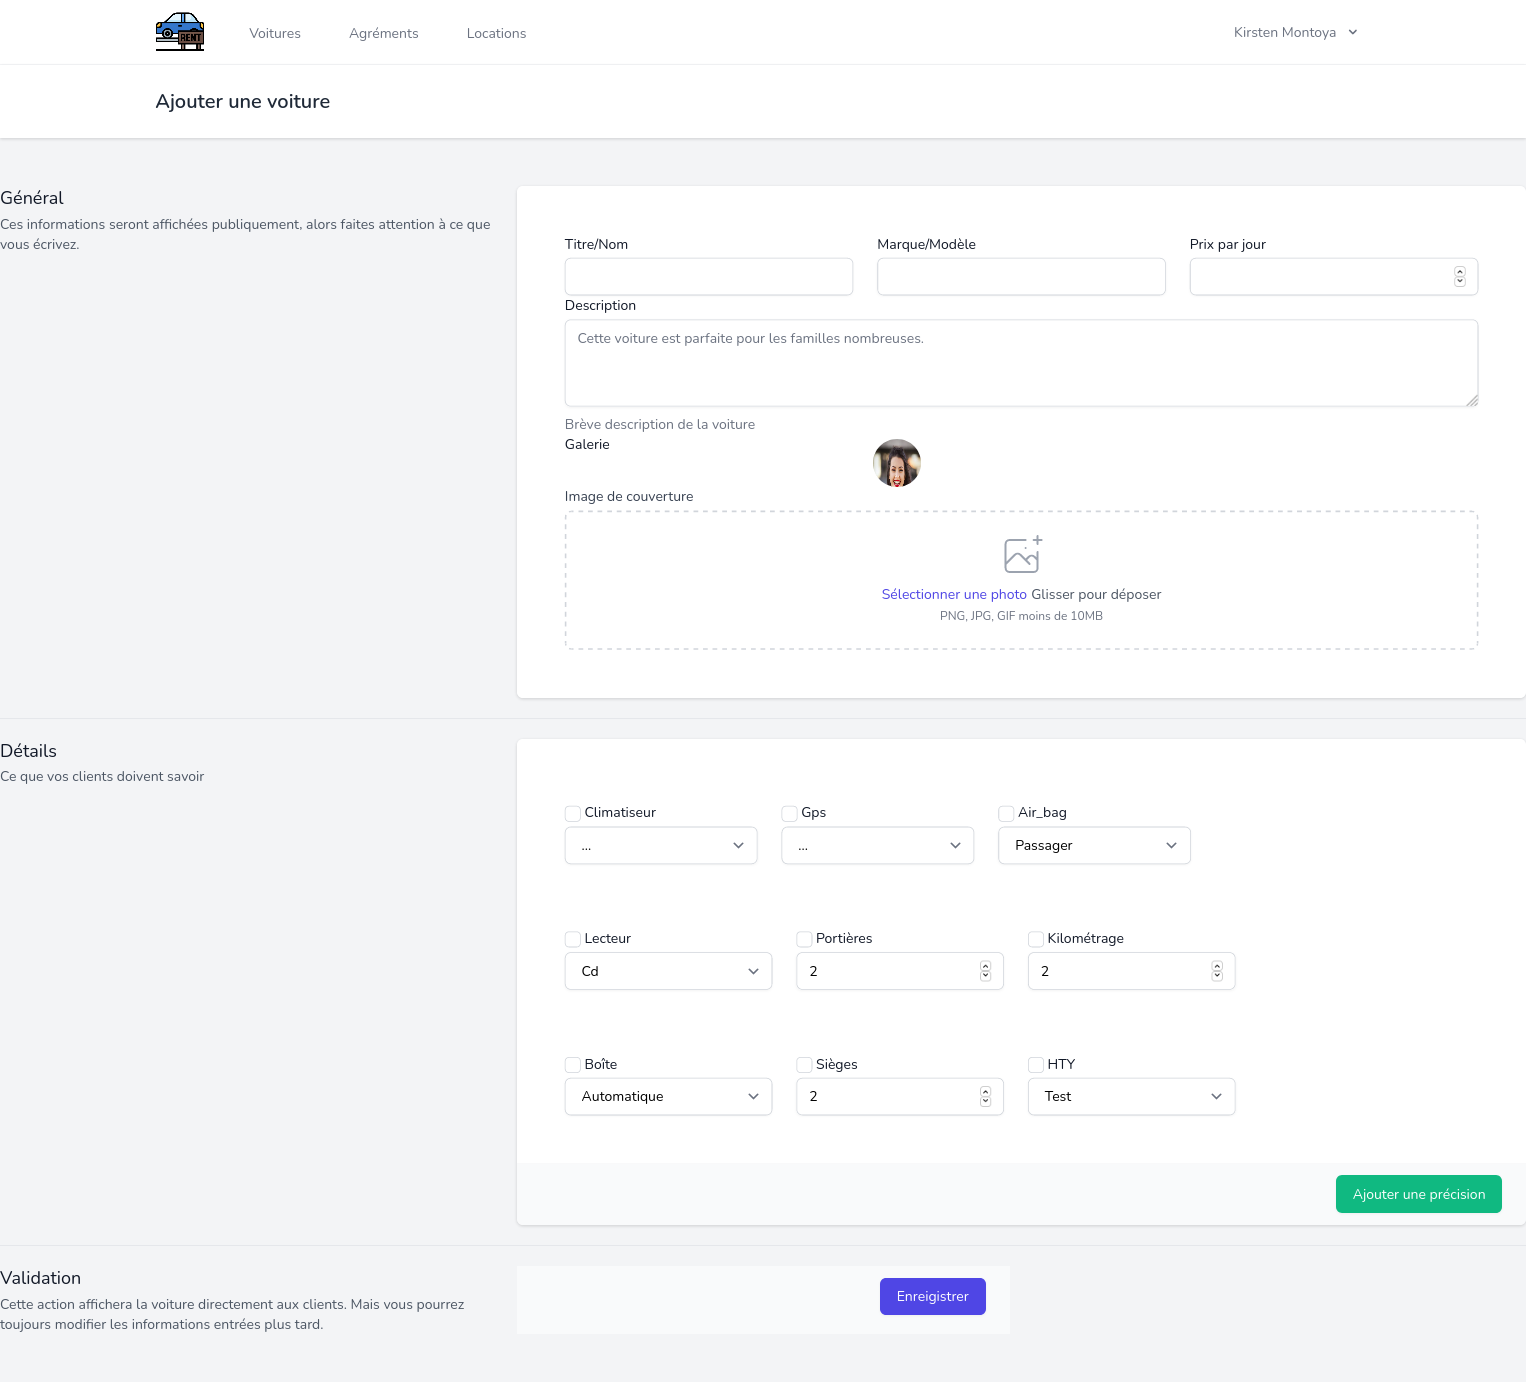 RENT
Voitures
Agréments
Locations
Kirsten Montoya
Ajouter une voiture
Général
Ces informations seront affichées publiquement, alors faites attention à ce que
vous écrivez.
Titre/Nom
Marque/Modèle
Prix par jour
Description
Cette voiture est parfaite pour les familles nombreuses.
Brève description de la voiture
Galerie
Image de couverture
Sélectionner une photo Glisser pour déposer
PNG, JPG, GIF moins de 10MB
Détails
Ce que vos clients doivent savoir
Climatiseur
Gps
Air_bag
...
...
Passager
Lecteur
Portières
Kilométrage
Cd
2
2
Boîte
Sièges
HTY
Automatique
2
Test
Ajouter une précision
Validation
Cette action affichera la voiture directement aux clients. Mais vous pourrez
toujours modifier les informations entrées plus tard.
Enreigistrer